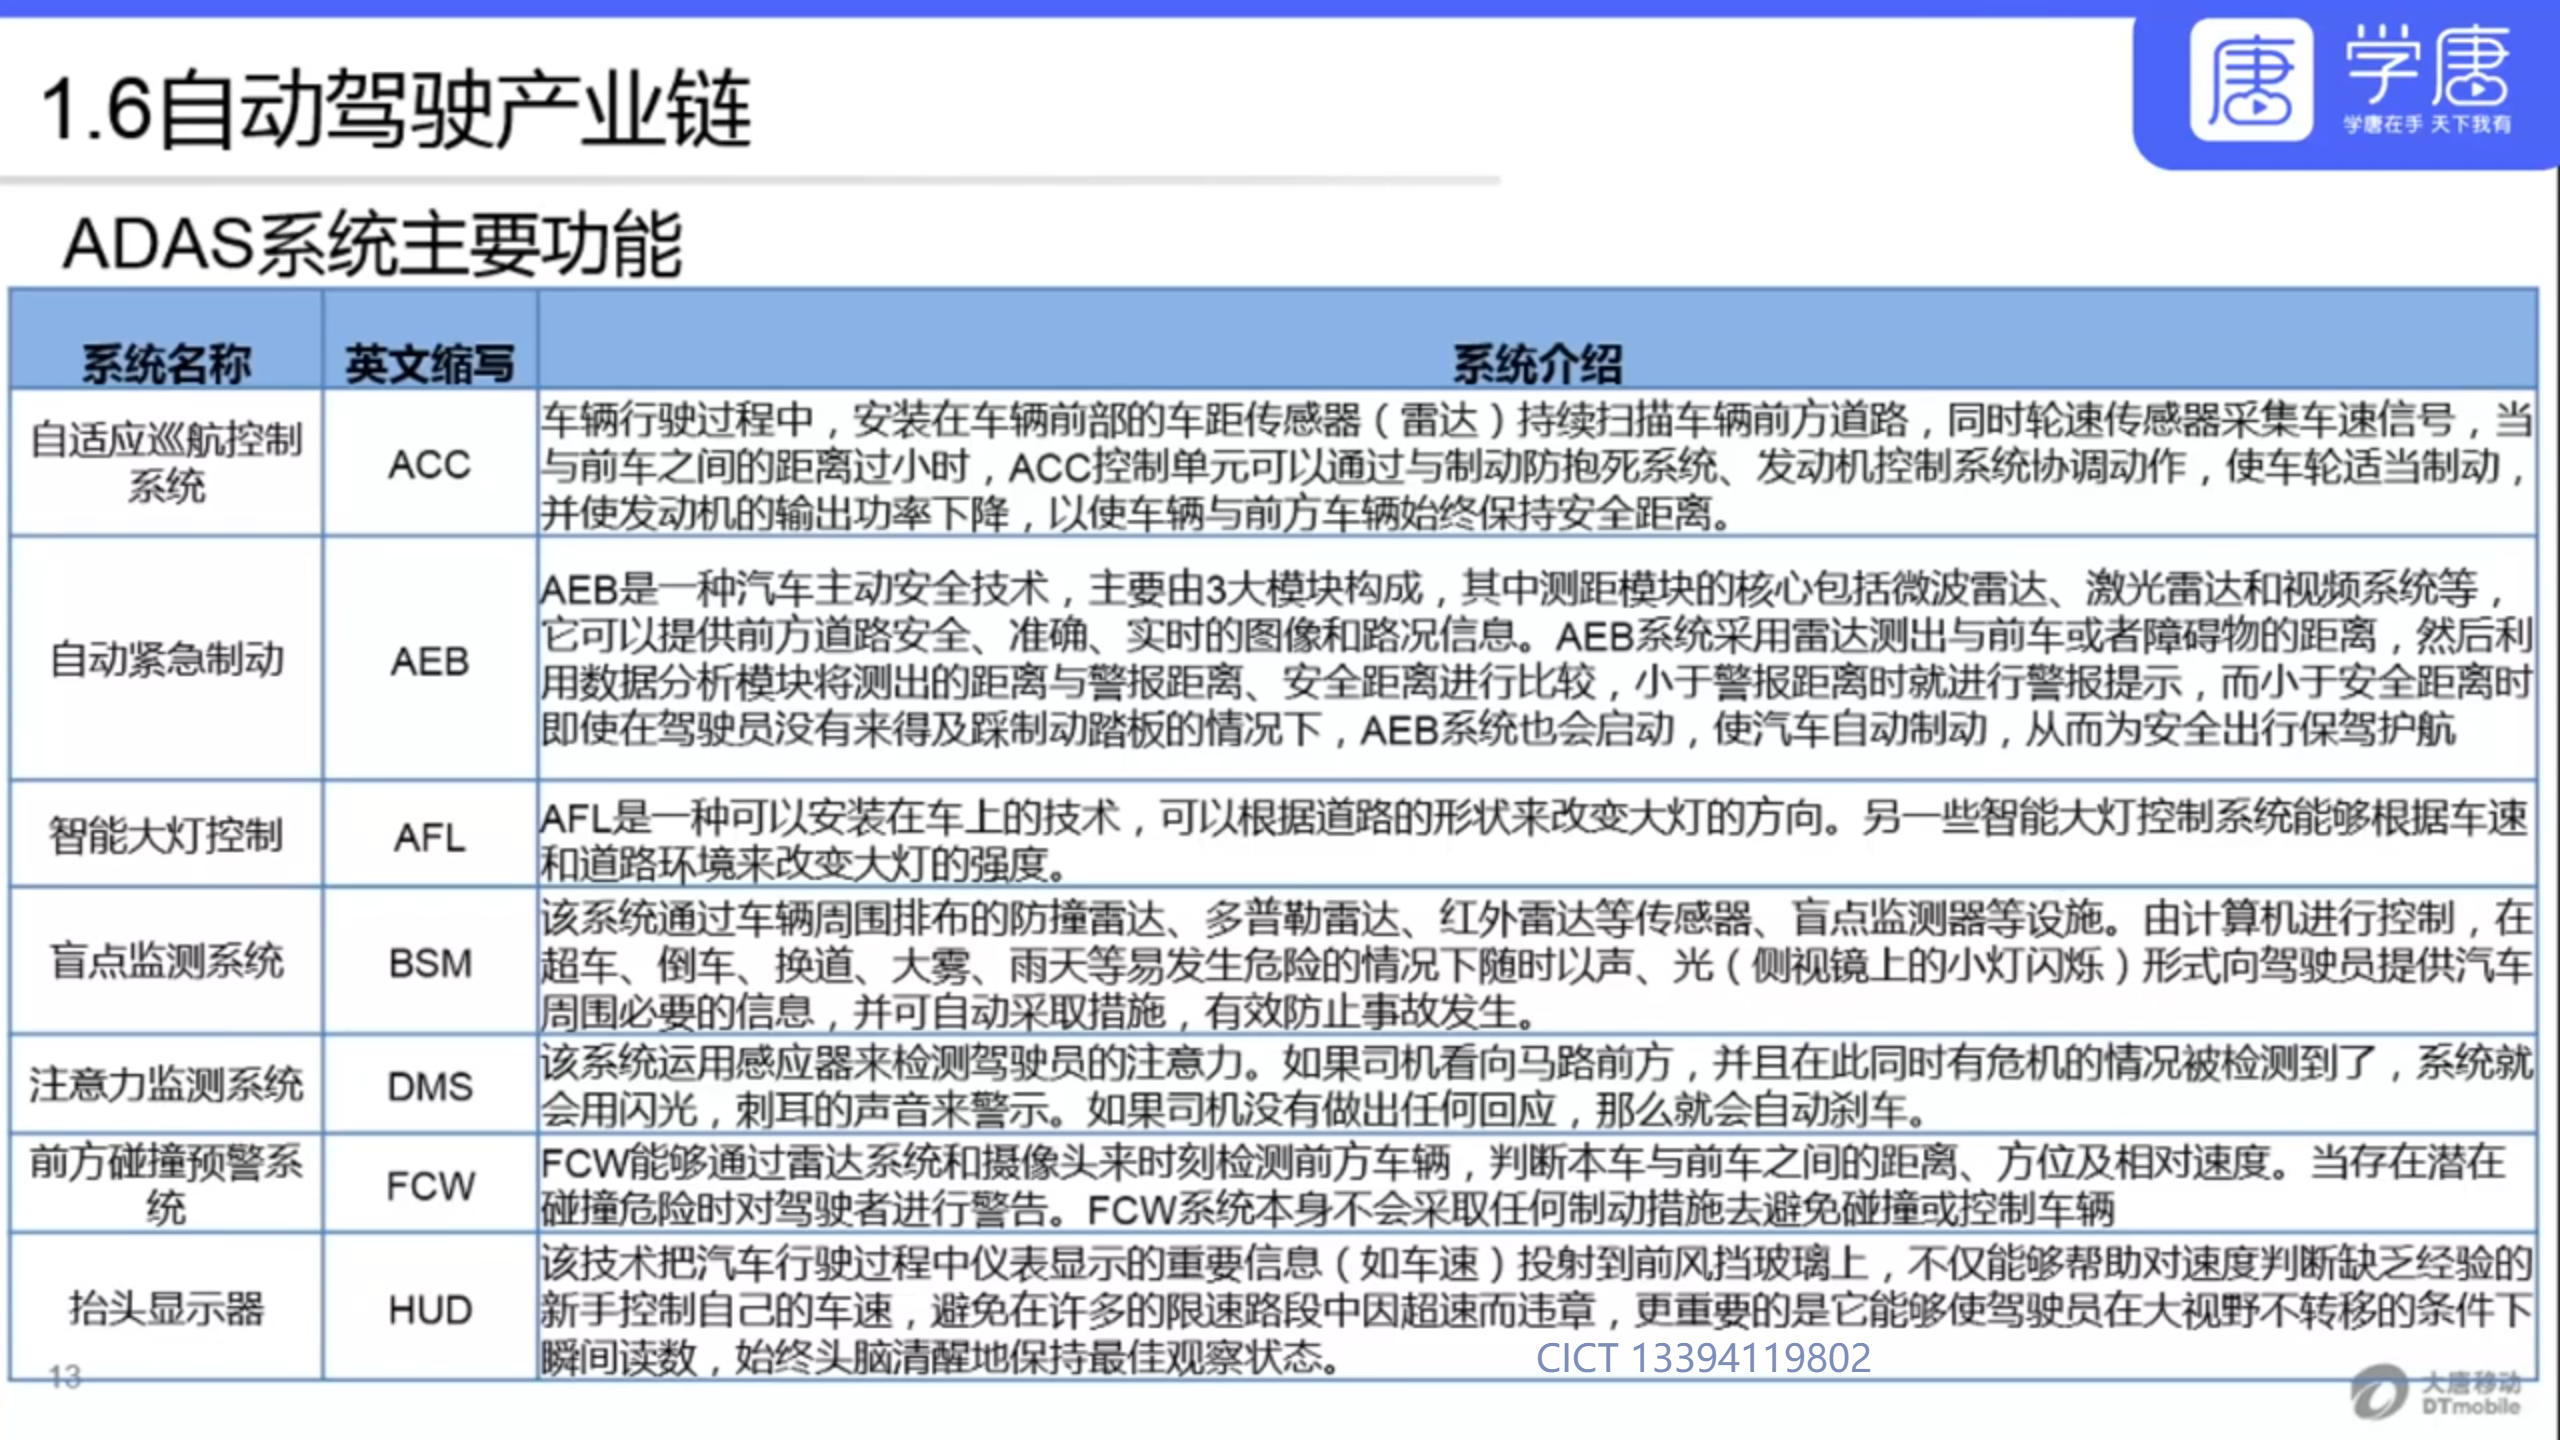 1.6自动驾驶产业链
唐
学唐
学唐在手 天下我有
ADAS系统主要功能
系统名称
英文缩写
系统介绍
自适应巡航控制
系统
ACC
车辆行驶过程中，安装在车辆前部的车距传感器（雷达）持续扫描车辆前方道路，同时轮速传感器采集车速信号，当
与前车之间的距离过小时，ACC控制单元可以通过与制动防抱死系统、发动机控制系统协调动作，使车轮适当制动，
并使发动机的输出功率下降，以使车辆与前方车辆始终保持安全距离。
自动紧急制动
AEB
AEB是一种汽车主动安全技术，主要由3大模块构成，其中测距模块的核心包括微波雷达、激光雷达和视频系统等，
它可以提供前方道路安全、准确、实时的图像和路况信息。AEB系统采用雷达测出与前车或者障碍物的距离，然后利
用数据分析模块将测出的距离与警报距离、安全距离进行比较，小于警报距离时就进行警报提示，而小于安全距离时
即使在驾驶员没有来得及踩制动踏板的情况下，AEB系统也会启动，使汽车自动制动，从而为安全出行保驾护航
智能大灯控制
AFL
AFL是一种可以安装在车上的技术，可以根据道路的形状来改变大灯的方向。另一些智能大灯控制系统能够根据车速
和道路环境来改变大灯的强度。
盲点监测系统
BSM
该系统通过车辆周围排布的防撞雷达、多普勒雷达、红外雷达等传感器、盲点监测器等设施。由计算机进行控制，在
超车、倒车、换道、大雾、雨天等易发生危险的情况下随时以声、光（侧视镜上的小灯闪烁）形式向驾驶员提供汽车
周围必要的信息，并可自动采取措施，有效防止事故发生。
注意力监测系统
DMS
该系统运用感应器来检测驾驶员的注意力。如果司机看向马路前方，并且在此同时有危机的情况被检测到了，系统就
会用闪光，刺耳的声音来警示。如果司机没有做出任何回应，那么就会自动刹车。
前方碰撞预警系
统
FCW
FCW能够通过雷达系统和摄像头来时刻检测前方车辆，判断本车与前车之间的距离、方位及相对速度。当存在潜在
碰撞危险时对驾驶者进行警告。FCW系统本身不会采取任何制动措施去避免碰撞或控制车辆
抬头显示器
HUD
该技术把汽车行驶过程中仪表显示的重要信息（如车速）投射到前风挡玻璃上，不仅能够帮助对速度判断缺乏经验的
新手控制自己的车速，避免在许多的限速路段中因超速而违章，更重要的是它能够使驾驶员在大视野不转移的条件下
瞬间读数，始终头脑清醒地保持最佳观察状态。
CICT 13394119802
13
大唐移动
DTmobile